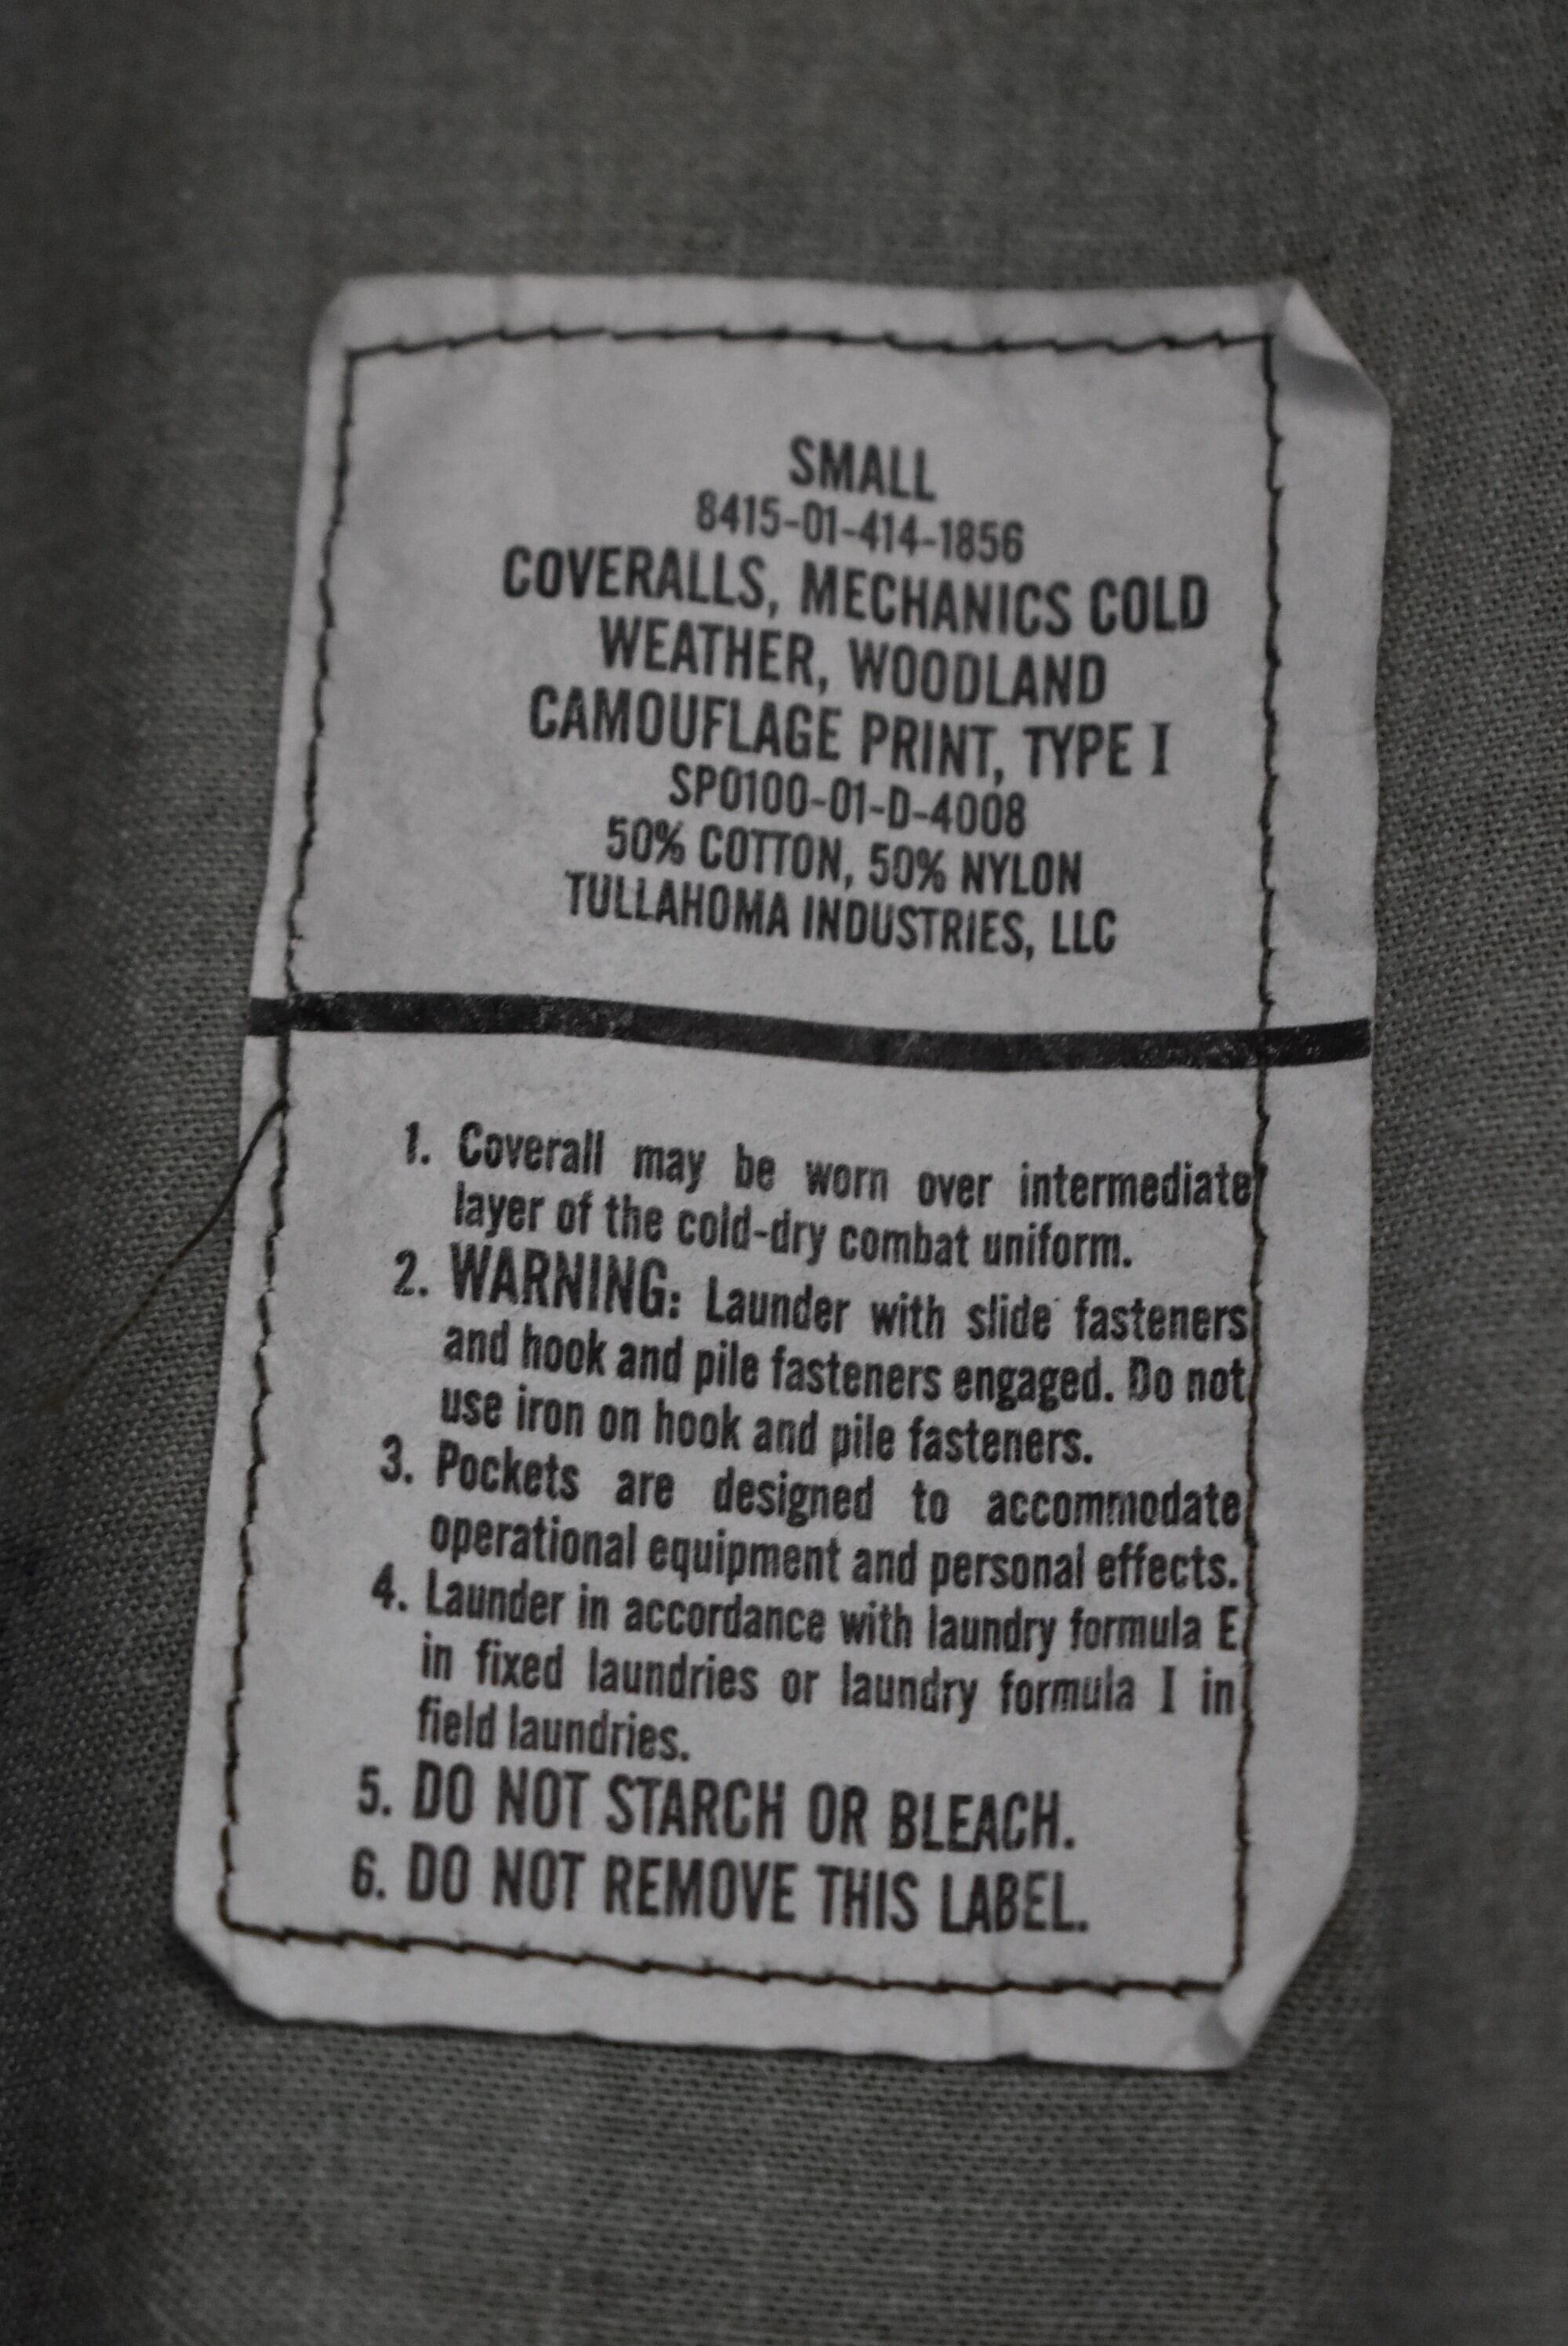 SMALL
8415-01-414-1856
COVERALLS, MECHANICS COLD
WEATHER, WOODLAND
CAMOUFLAGE PRINT, TYPE I
SP0100-01-D-4008
50% COTTON, 50% NYLON
TULLAHOMA INDUSTRIES, LLC
1. Coverall may be worn over intermediate
layer of the cold-dry combat uniform.
2. WARNING: Launder with slide fasteners
and hook and pile fasteners engaged. Do not
use iron on hook and pile fasteners.
3. Pockets are designed to accommodate
operational equipment and personal effects.
4. Launder in accordance with laundry formula E
in fixed laundries or laundry formula I in
field laundries.
5. DO NOT STARCH OR BLEACH.
6. DO NOT REMOVE THIS LABEL.